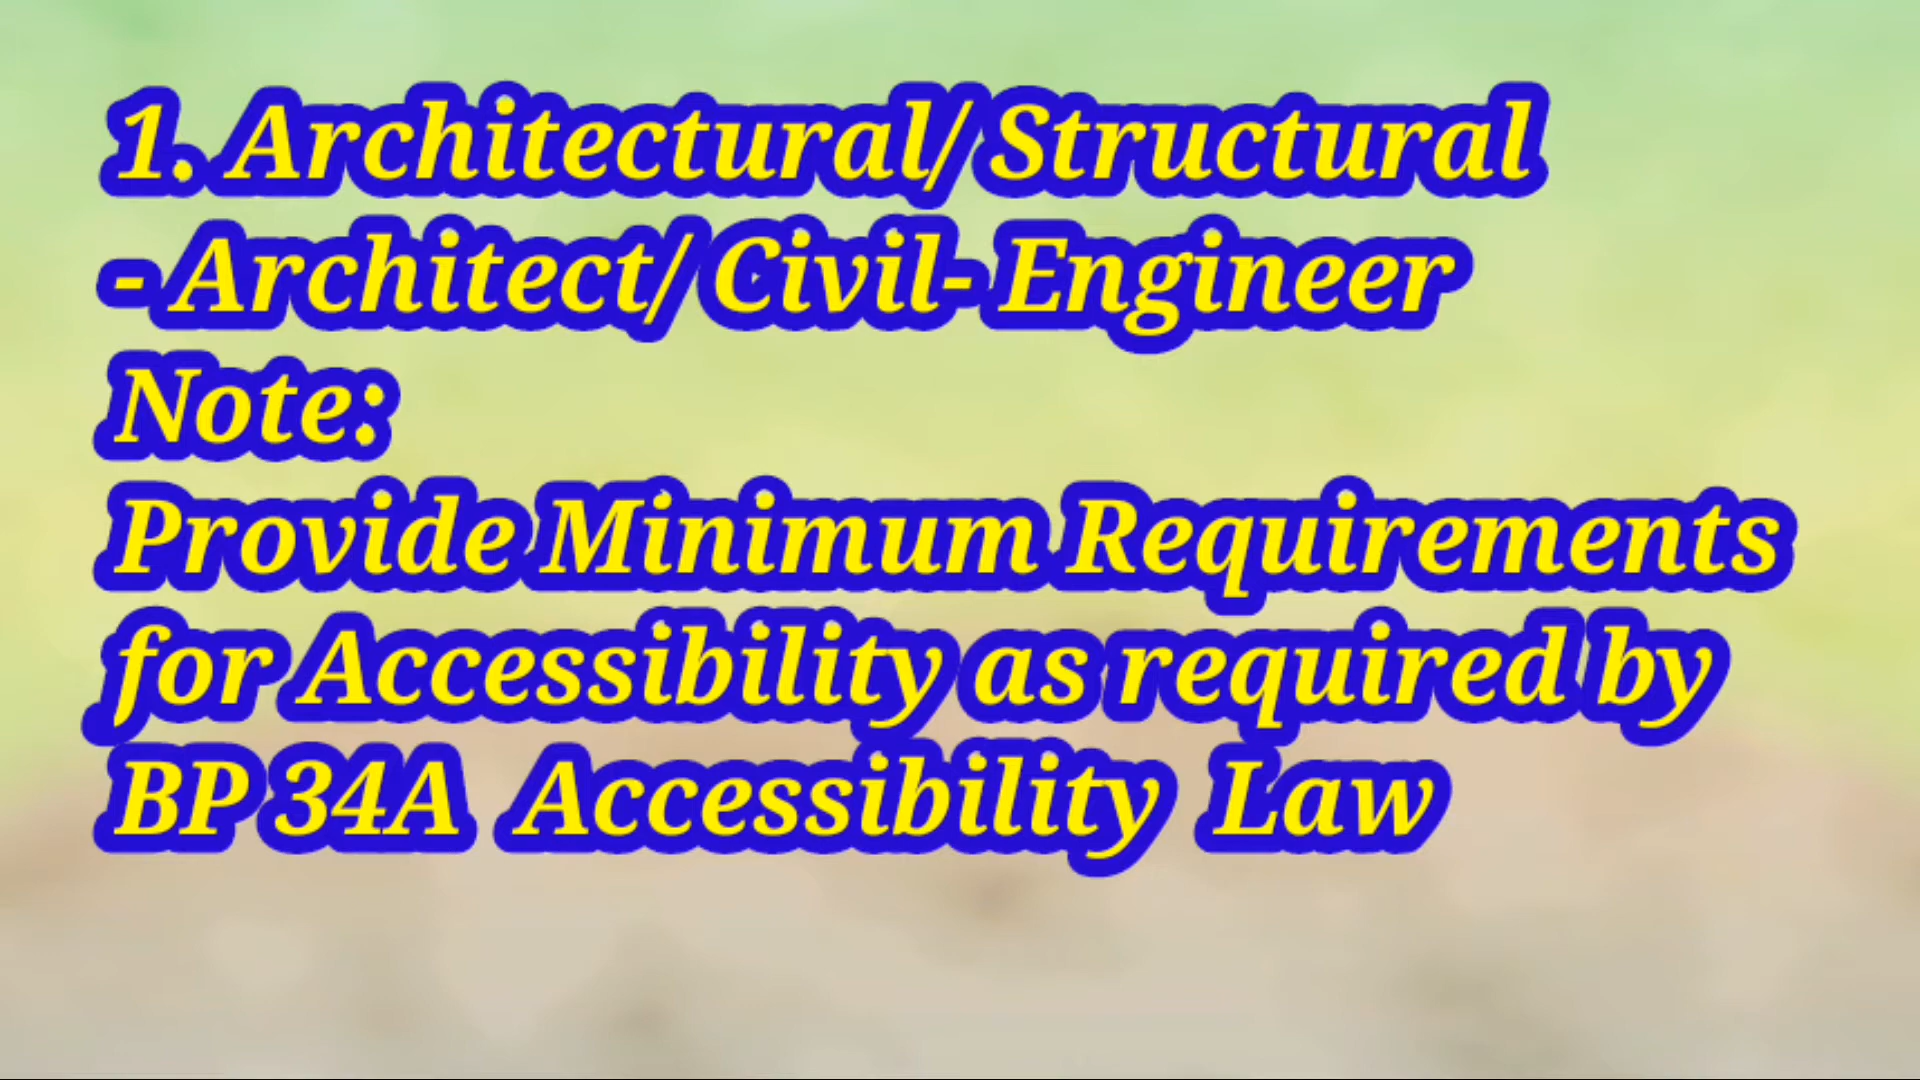 1. Architectural/ Structural
- Architect/ Civil- Engineer
Note:
Provide Minimum Requirements
for Accessibility as required by
BP 34A Accessibility Law